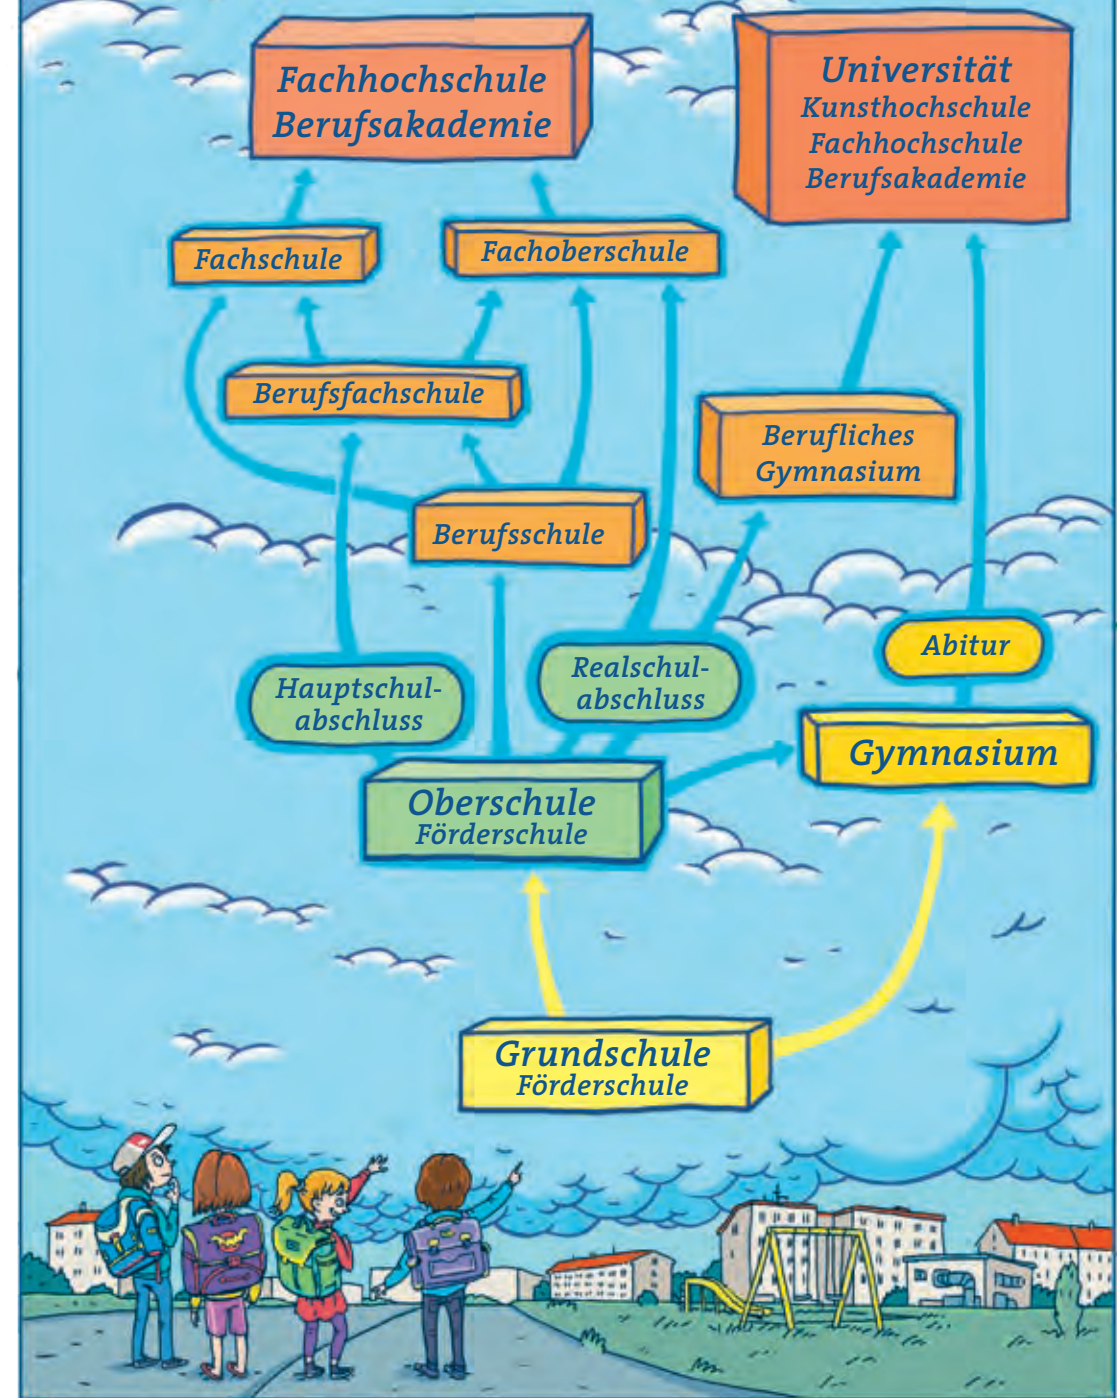 Fachhochschule
Berufsakademie
Universität
Kunsthochschule
Fachhochschule
Berufsakademie
Fachschule
Fachoberschule
Berufsfachschule
Berufliches
Gymnasium
Berufsschule
Hauptschul-
abschluss
Realschul-
abschluss
Abitur
Gymnasium
Oberschule
Förderschule
Grundschule
Förderschule